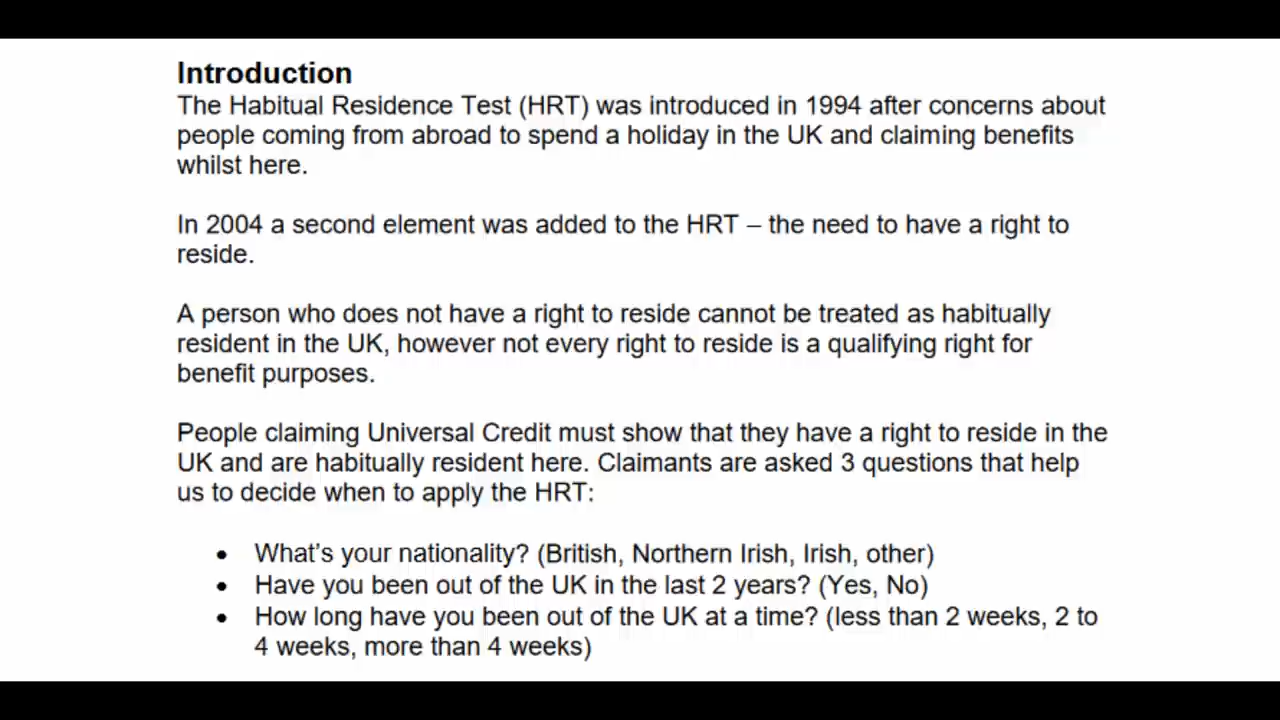 Introduction
The Habitual Residence Test (HRT) was introduced in 1994 after concerns about
people coming from abroad to spend a holiday in the UK and claiming benefits
whilst here.
In 2004 a second element was added to the HRT – the need to have a right to
reside.
A person who does not have a right to reside cannot be treated as habitually
resident in the UK, however not every right to reside is a qualifying right for
benefit purposes.
People claiming Universal Credit must show that they have a right to reside in the
UK and are habitually resident here. Claimants are asked 3 questions that help
us to decide when to apply the HRT:
• What's your nationality? (British, Northern Irish, Irish, other)
• Have you been out of the UK in the last 2 years? (Yes, No)
• How long have you been out of the UK at a time? (less than 2 weeks, 2 to
4 weeks, more than 4 weeks)